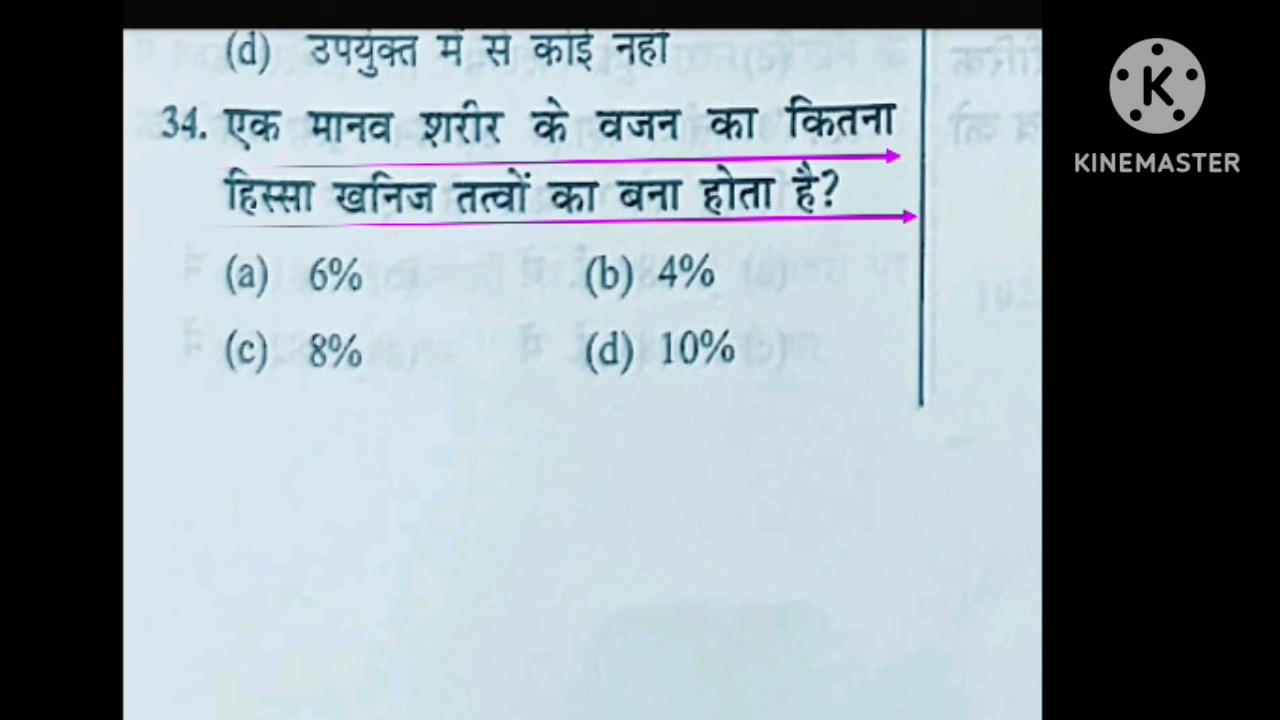 (d) उपर्युक्त में से कोई नहीं
34. एक मानव शरीर के वजन का कितना
हिस्सा खनिज तत्वों का बना होता है?
(a) 6% (b) 4%
(c) 8% (d) 10%
K
KINEMASTER